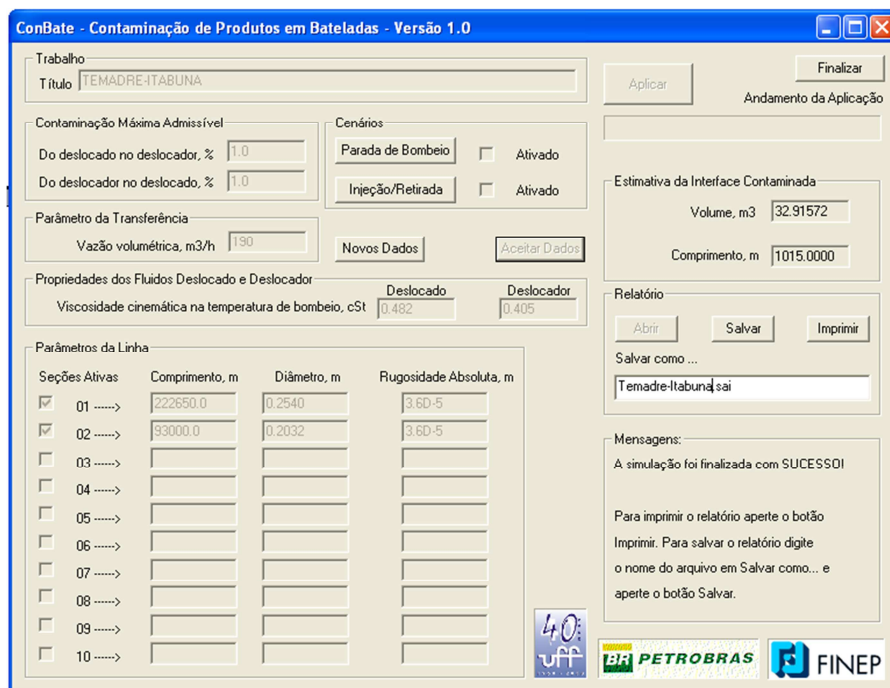 ConBate - Contaminação de Produtos em Bateladas - Versão 1.0
Trabalho
Título TEMADRE-ITABUNA
Aplicar
Finalizar
Andamento da Aplicação
Contaminação Máxima Admissível
Do deslocado no deslocador, % 1.0
Do deslocador no deslocado, % 1.0
Cenários
Parada de Bombeio Ativado
Injeção/Retirada Ativado
Parâmetro da Transferência
Vazão volumétrica, m3/h 190
Novos Dados
Aceitar Dados
Estimativa da Interface Contaminada
Volume, m3 32.91572
Comprimento, m 1015.0000
Propriedades dos Fluidos Deslocado e Deslocador
Deslocado Deslocador
Viscosidade cinemática na temperatura de bombeio, cSt 0.482 0.405
Relatório
Abrir Salvar Imprimir
Salvar como ...
Temadre-Itabuna.sai
Parâmetros da Linha
Seções Ativas Comprimento, m Diâmetro, m Rugosidade Absoluta, m
01 -----> 222650.0 0.2540 3.6D-5
02 -----> 93000.0 0.2032 3.6D-5
03 ----->
04 ----->
05 ----->
06 ----->
07 ----->
08 ----->
09 ----->
10 ----->
Mensagens:
A simulação foi finalizada com SUCESSO!
Para imprimir o relatório aperte o botão
Imprimir. Para salvar o relatório digite
o nome do arquivo em Salvar como... e
aperte o botão Salvar.
40
uff
BR PETROBRAS
FINEP